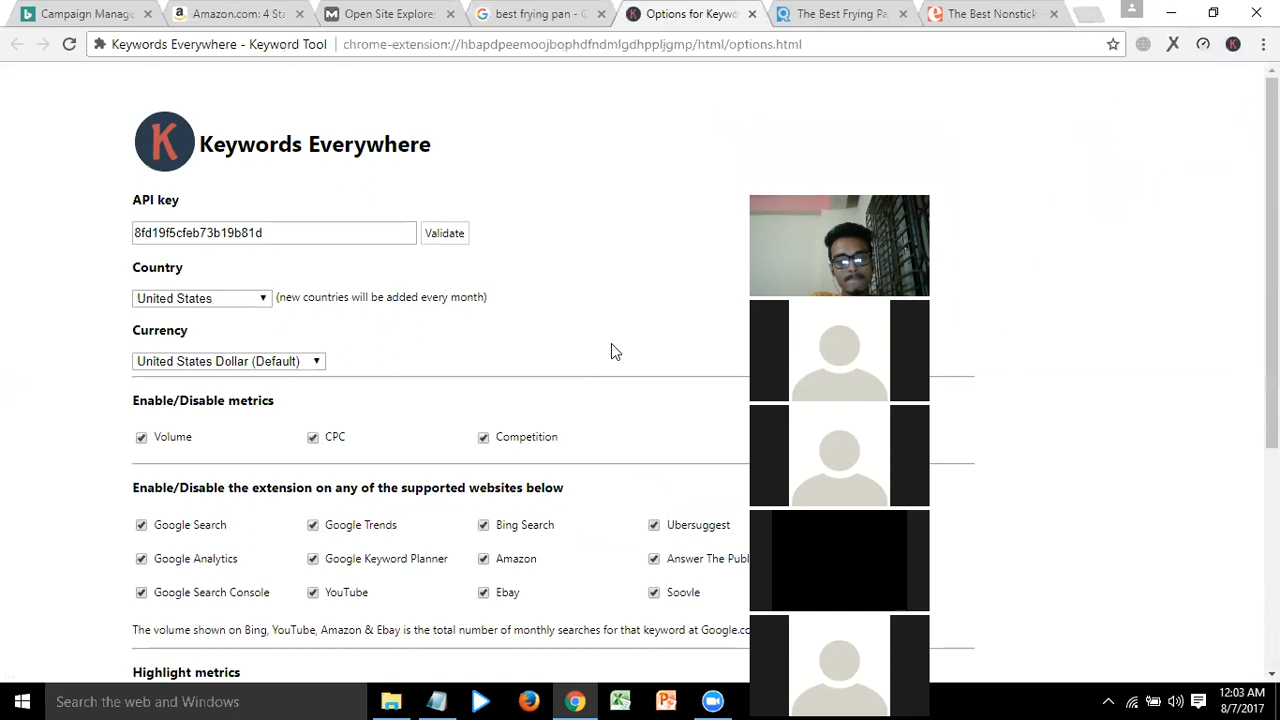 Campaign Manage
Amazon.com: 4 St
Open Site Explorer
best frying pan - G
Options for Keywo
The Best Frying Pa
The Best Nonstick
Keywords Everywhere - Keyword Tool
chrome-extension://hbapdpeemoojbophdfndmlgdhppljgmp/html/options.html
K Keywords Everywhere
API key
8fd19f5cfeb73b19b81d Validate
Country
United States (new countries will be added every month)
Currency
United States Dollar (Default)
Enable/Disable metrics
Volume CPC Competition
Enable/Disable the extension on any of the supported websites below
Google Search Google Trends Bing Search Ubersuggest
Google Analytics Google Keyword Planner Amazon Answer The Publ
Google Search Console YouTube Ebay Soovle
The volume shown on Bing, YouTube, Amazon & Ebay is the total number of monthly searches for that keyword at Google.co
Highlight metrics
Search the web and Windows
12:03 AM
8/7/2017